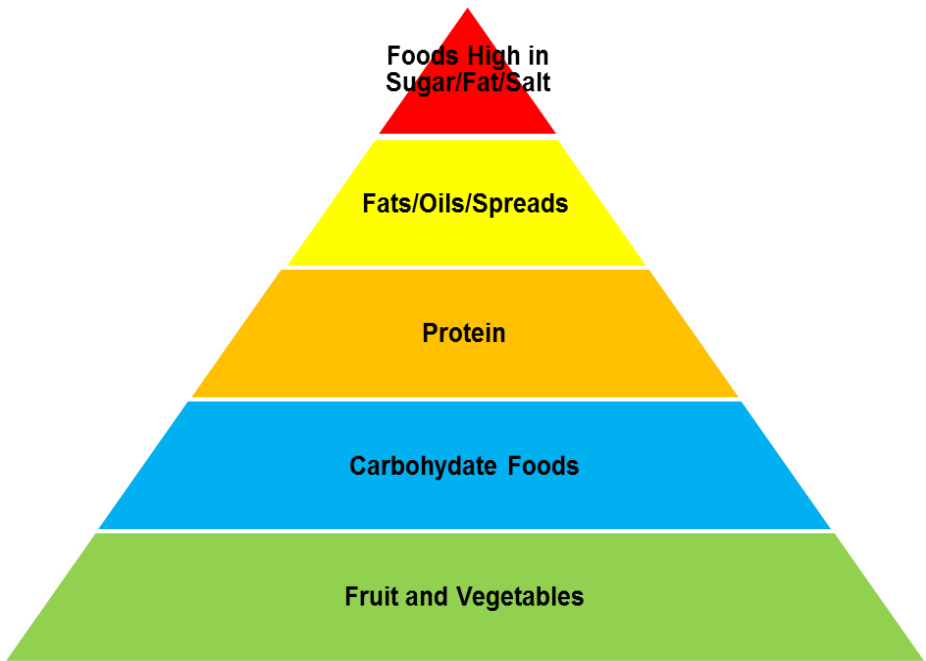 Foods High in
Sugar/Fat/Salt
Fats/Oils/Spreads
Protein
Carbohydate Foods
Fruit and Vegetables